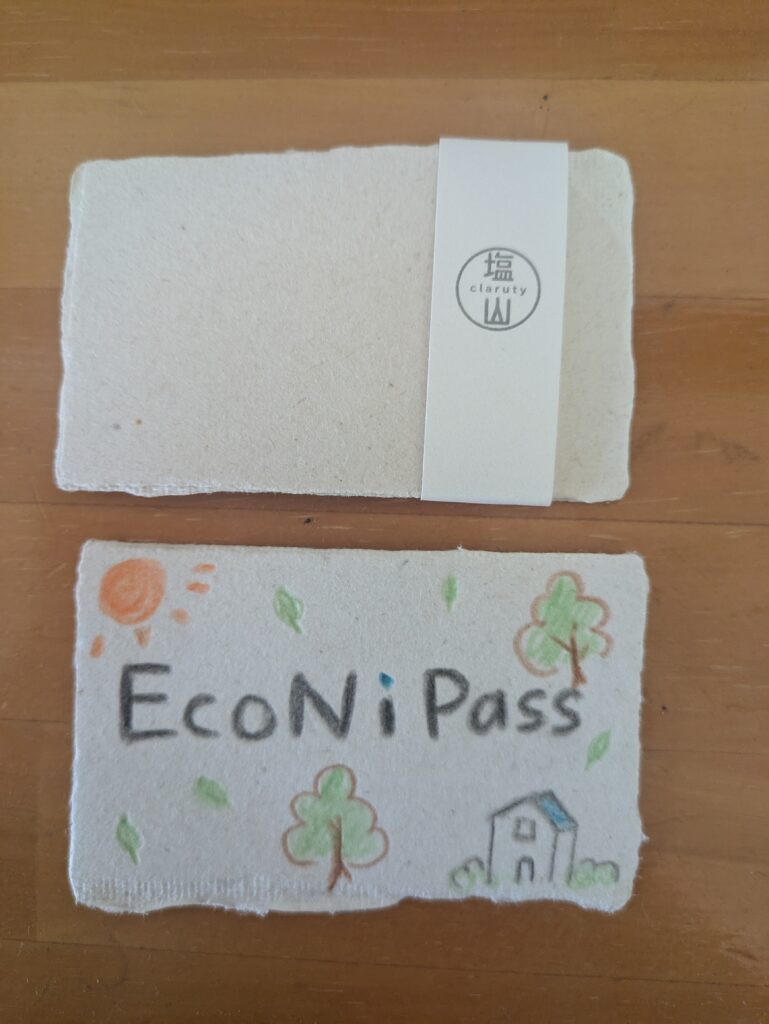 塩
claruty
山
EcoNiPass